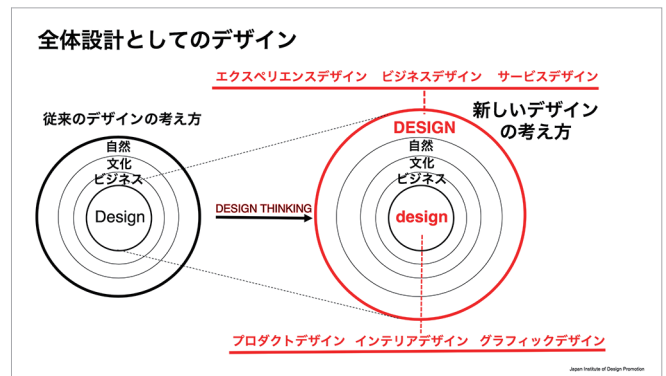 全体設計としてのデザイン
エクスペリエンスデザイン ビジネスデザイン サービスデザイン
従来のデザインの考え方
自然
文化
ビジネス
Design
DESIGN THINKING
新しいデザイン
の考え方
DESIGN
自然
文化
ビジネス
design
プロダクトデザイン インテリアデザイン グラフィックデザイン
Japan Institute of Design Promotion